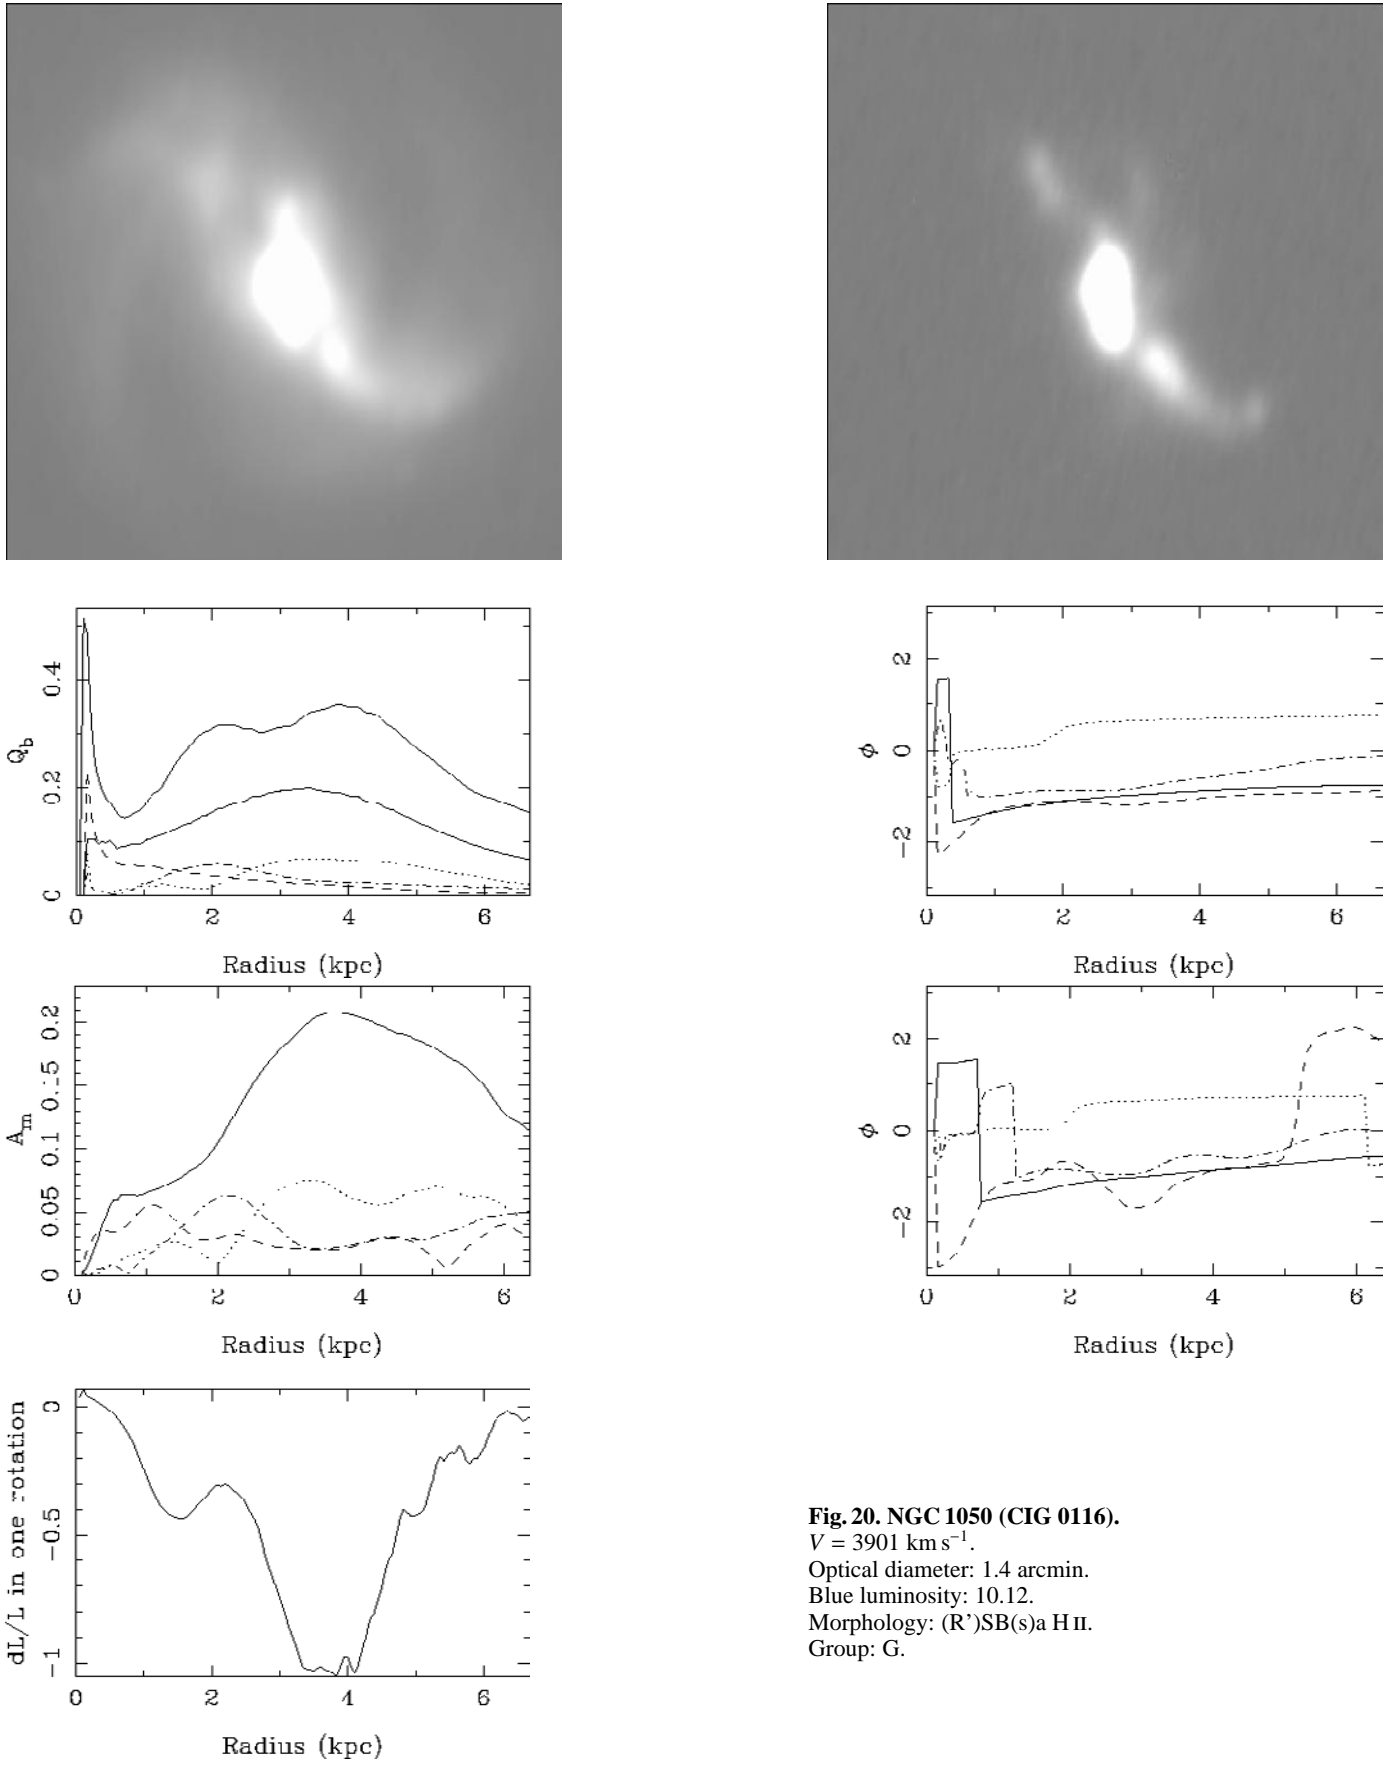 Q_b
0.4
0.2
0
0 2 4 6
Radius (kpc)
ϕ
2
0
−2
0 2 4 6
Radius (kpc)
A_m
0.2
0.15
0.1
0.05
0
0 2 4 6
Radius (kpc)
ϕ
2
0
−2
0 2 4 6
Radius (kpc)
dL/L in one rotation
0
−0.5
−1
0 2 4 6
Radius (kpc)
Fig. 20. NGC 1050 (CIG 0116).
V = 3901 km s⁻¹.
Optical diameter: 1.4 arcmin.
Blue luminosity: 10.12.
Morphology: (R’)SB(s)a H II.
Group: G.